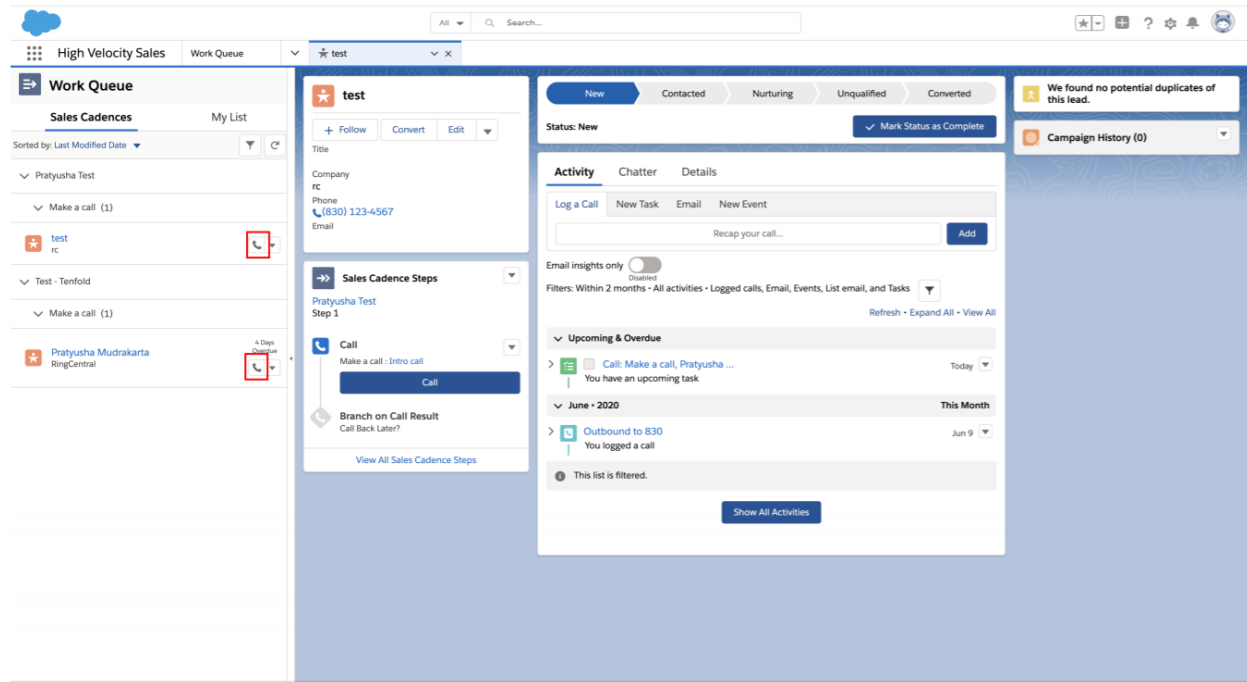 All
Search...
High Velocity Sales
Work Queue
test
Work Queue
Sales Cadences
My List
Sorted by: Last Modified Date
Pratyusha Test
Make a call (1)
test
rc
Test - Tenfold
Make a call (1)
4 Days
Overdue
Pratyusha Mudrakarta
RingCentral
test
+ Follow
Convert
Edit
Title
Company
rc
Phone
(830) 123-4567
Email
Sales Cadence Steps
Pratyusha Test
Step 1
Call
Make a call : Intro call
Call
Branch on Call Result
Call Back Later?
View All Sales Cadence Steps
New
Contacted
Nurturing
Unqualified
Converted
Status: New
Mark Status as Complete
Activity
Chatter
Details
Log a Call
New Task
Email
New Event
Recap your call...
Add
Email insights only
Disabled
Filters: Within 2 months • All activities • Logged calls, Email, Events, List email, and Tasks
Refresh • Expand All • View All
Upcoming & Overdue
Call: Make a call, Pratyusha ...
Today
You have an upcoming task
June • 2020
This Month
Outbound to 830
Jun 9
You logged a call
This list is filtered.
Show All Activities
We found no potential duplicates of
this lead.
Campaign History (0)